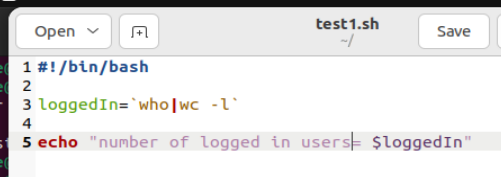 Open
test1.sh
~/
Save
1 #!/bin/bash
2
3 loggedIn=`who|wc -l`
4
5 echo "number of logged in users= $loggedIn"